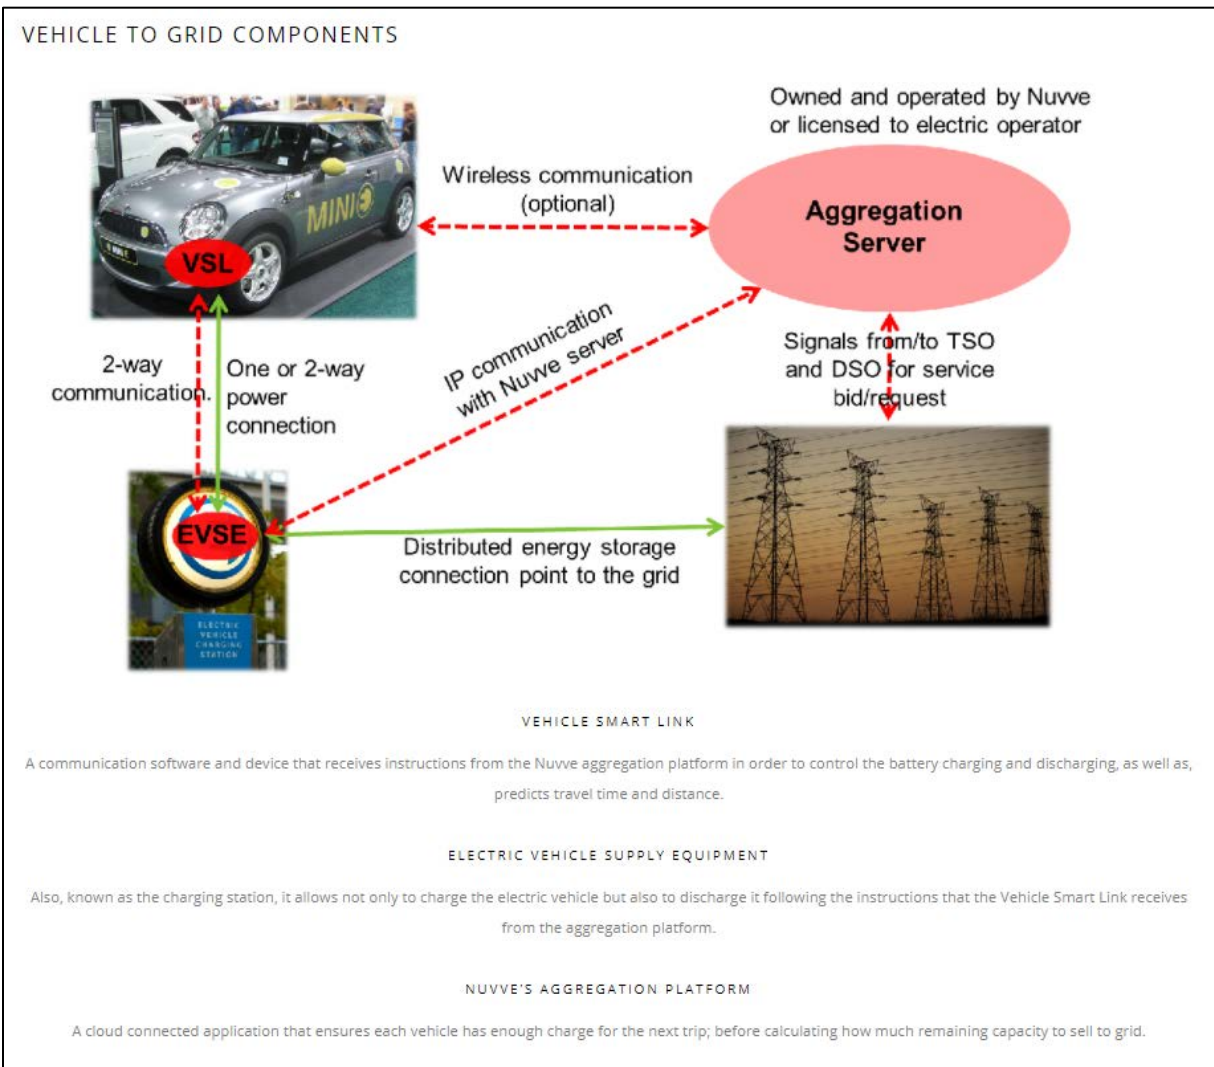 VEHICLE TO GRID COMPONENTS
Owned and operated by Nuvve
or licensed to electric operator
Wireless communication
(optional)
Aggregation
Server
MINI
VSL
2-way
communication.
One or 2-way
power
connection
IP communication
with Nuvve server
Signals from/to TSO
and DSO for service
bid/request
EVSE
Distributed energy storage
connection point to the grid
ELECTRIC
VEHICLE
CHARGING
STATION
VEHICLE SMART LINK
A communication software and device that receives instructions from the Nuvve aggregation platform in order to control the battery charging and discharging, as well as,
predicts travel time and distance.
ELECTRIC VEHICLE SUPPLY EQUIPMENT
Also, known as the charging station, it allows not only to charge the electric vehicle but also to discharge it following the instructions that the Vehicle Smart Link receives
from the aggregation platform.
NUVVE'S AGGREGATION PLATFORM
A cloud connected application that ensures each vehicle has enough charge for the next trip; before calculating how much remaining capacity to sell to grid.